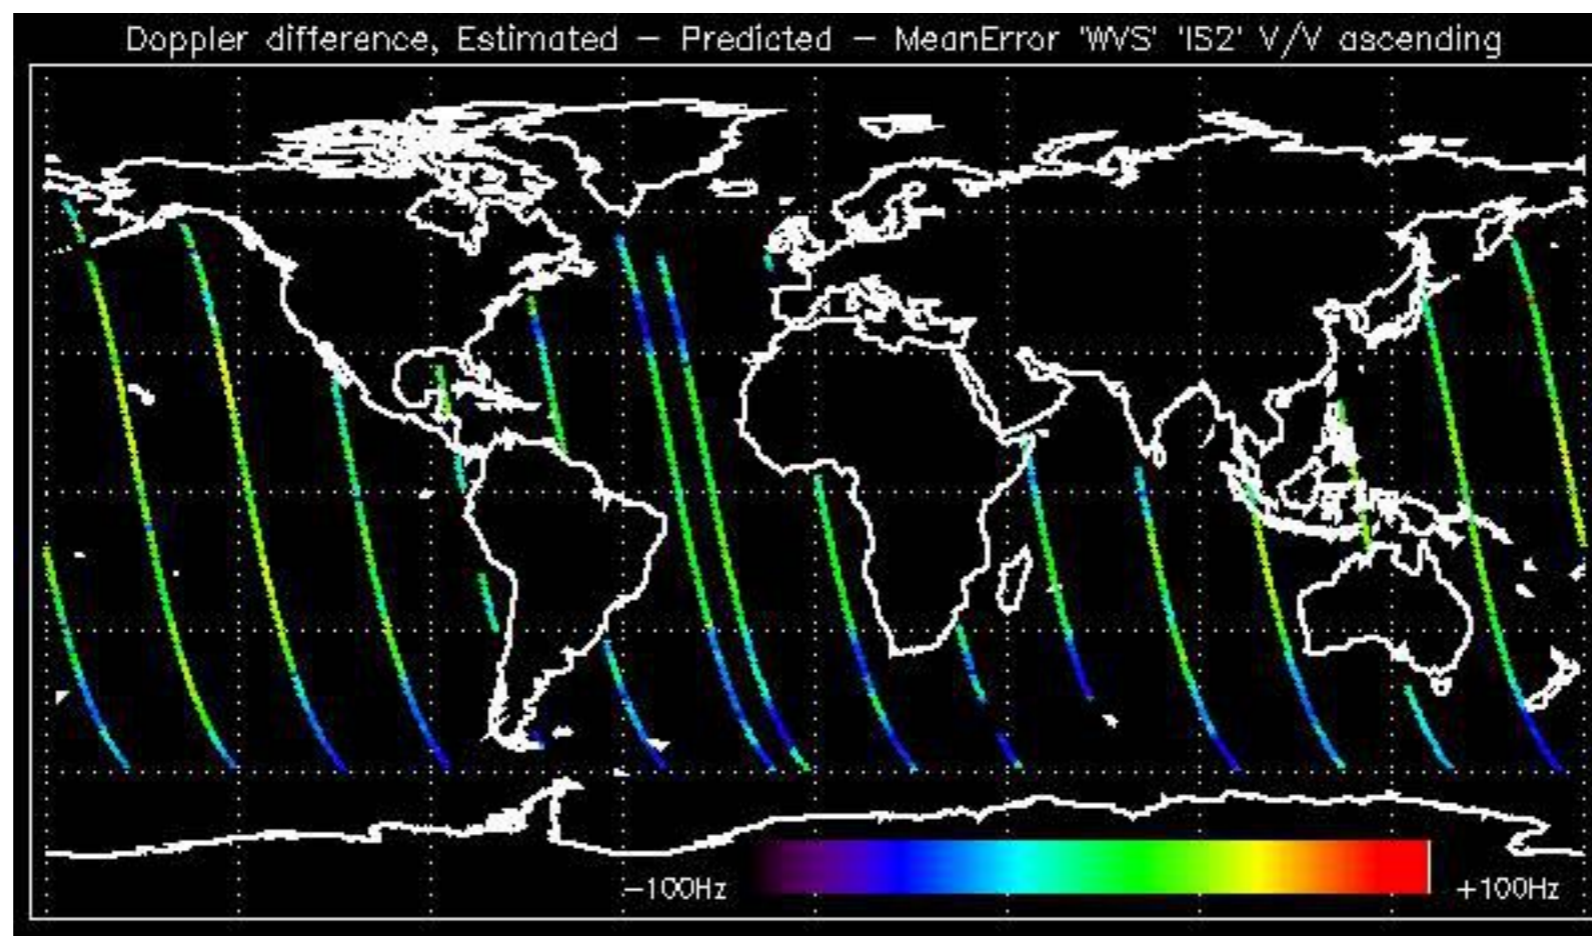 Doppler difference, Estimated − Predicted − MeanError 'WVS' 'IS2' V/V ascending
−100Hz
+100Hz